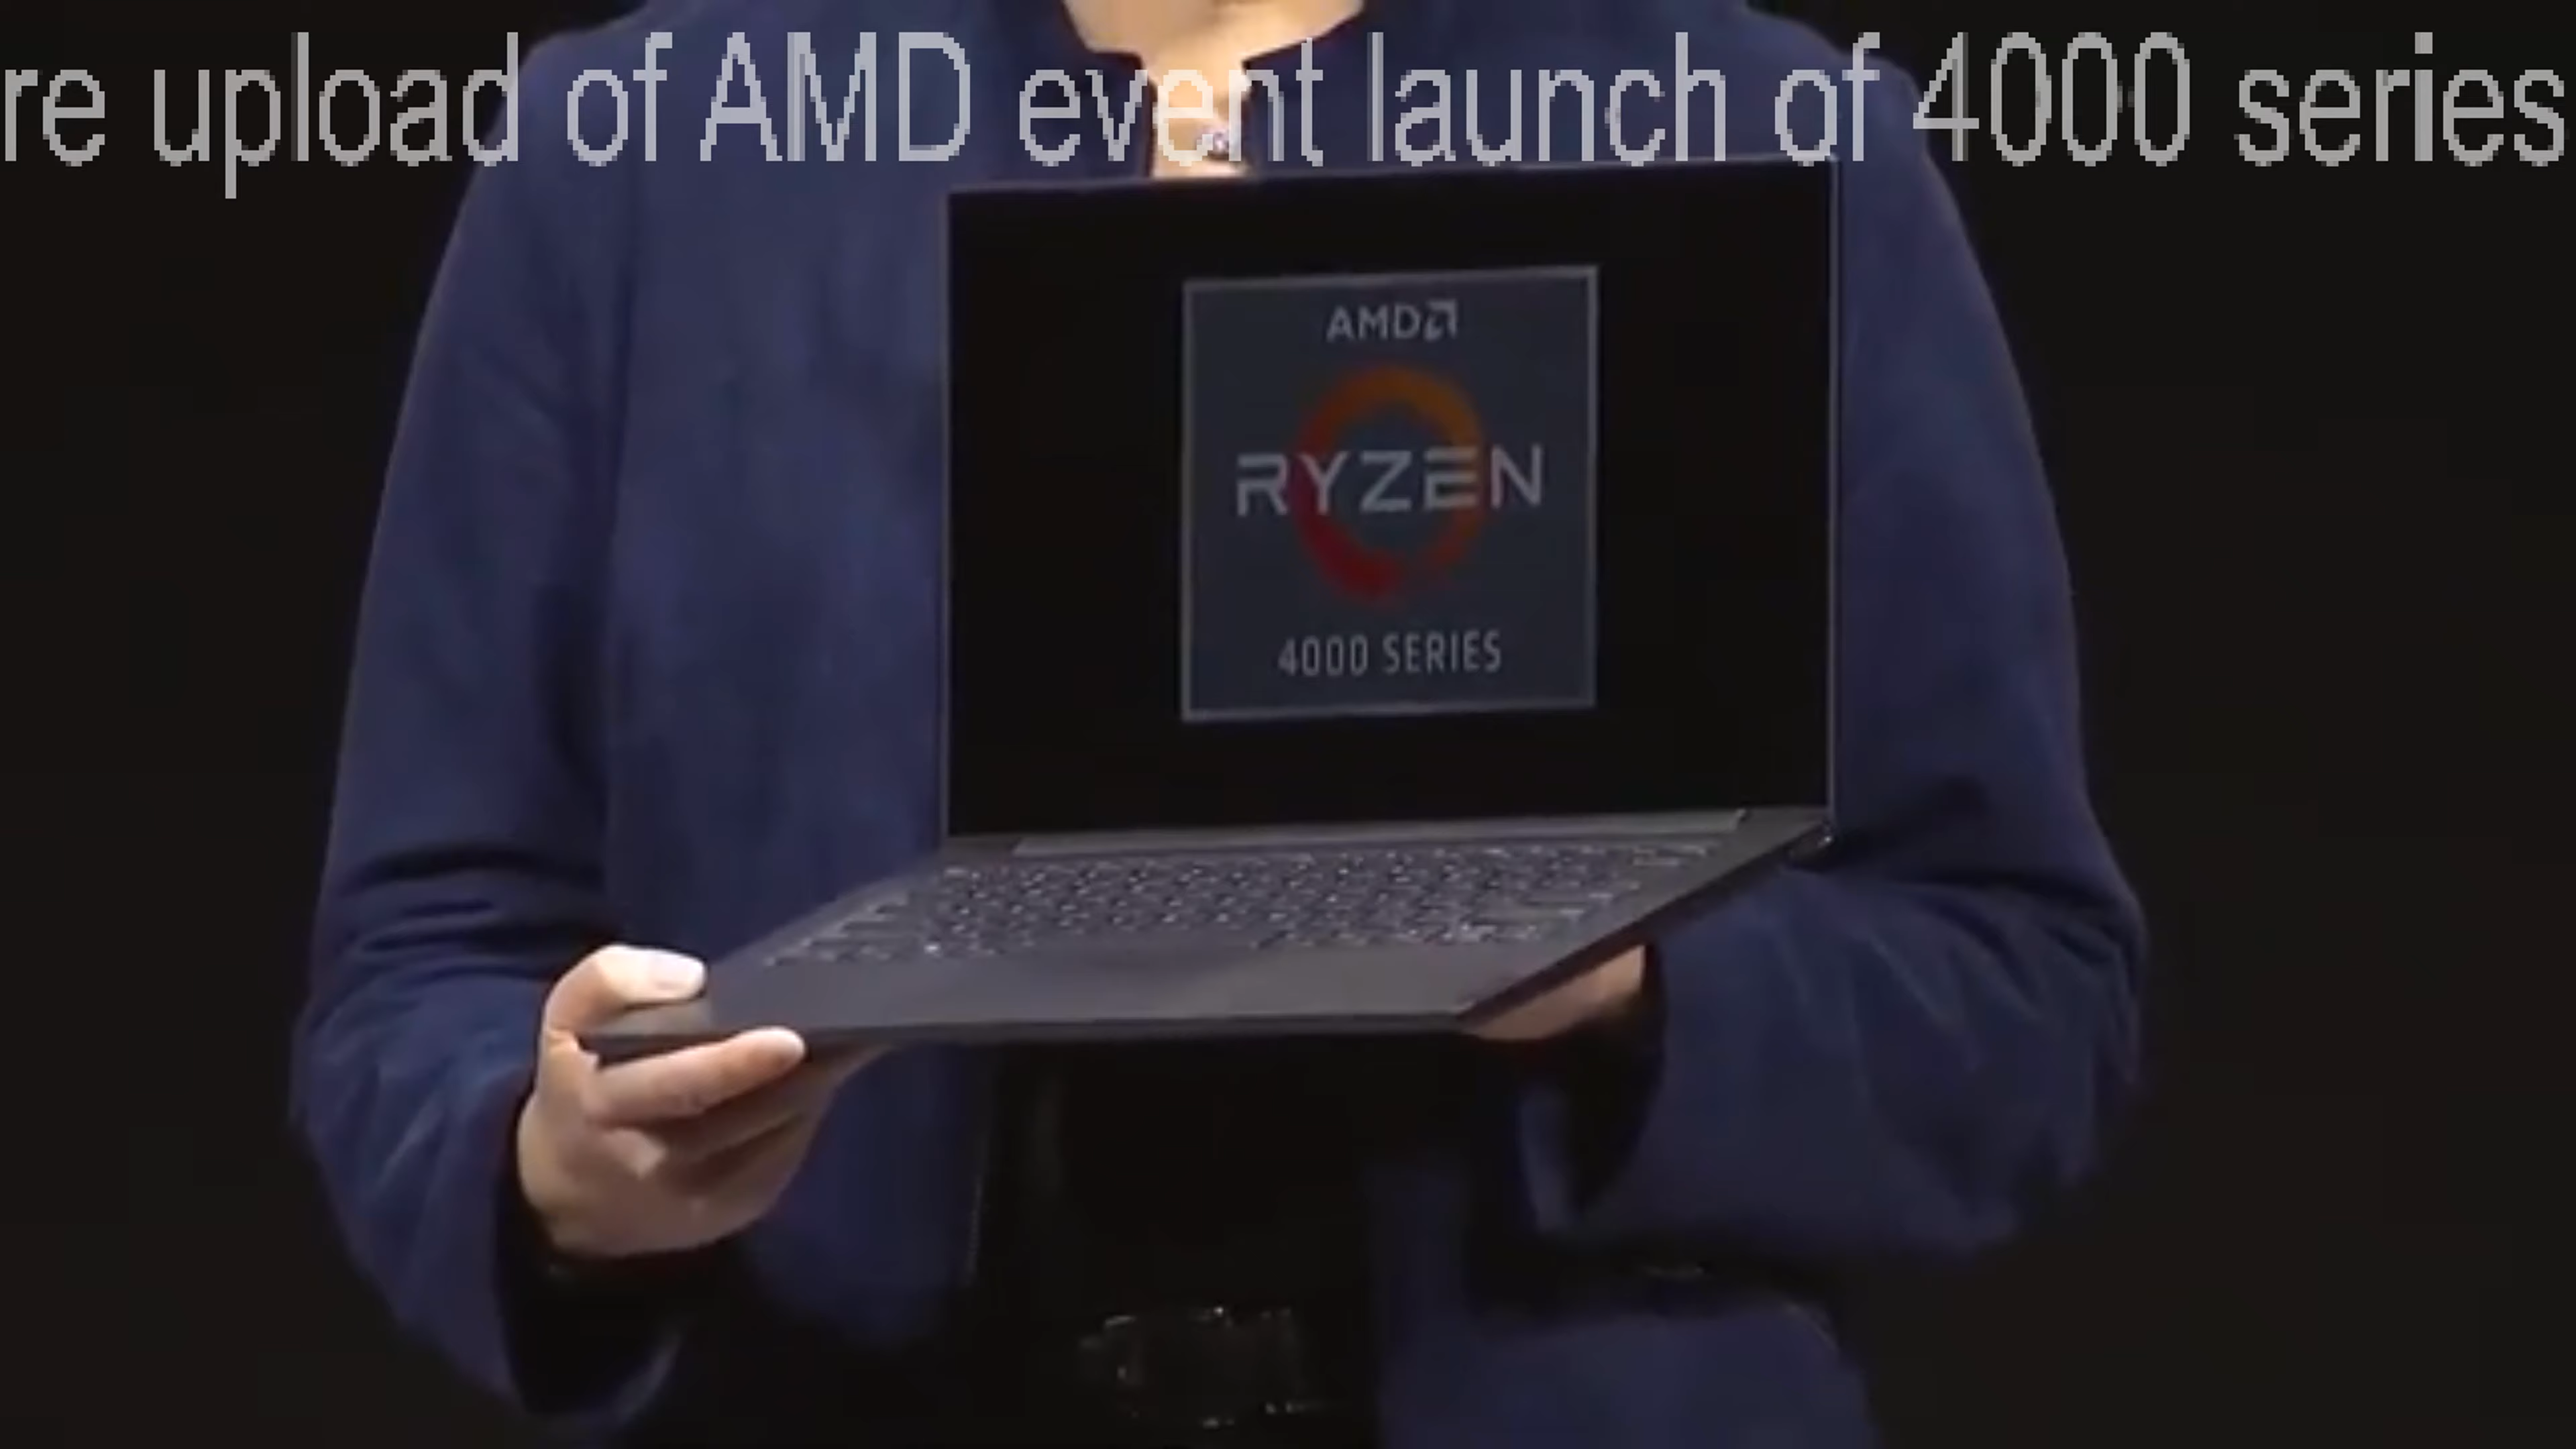 re upload of AMD event launch of 4000 series
AMD
RYZEN
4000 SERIES